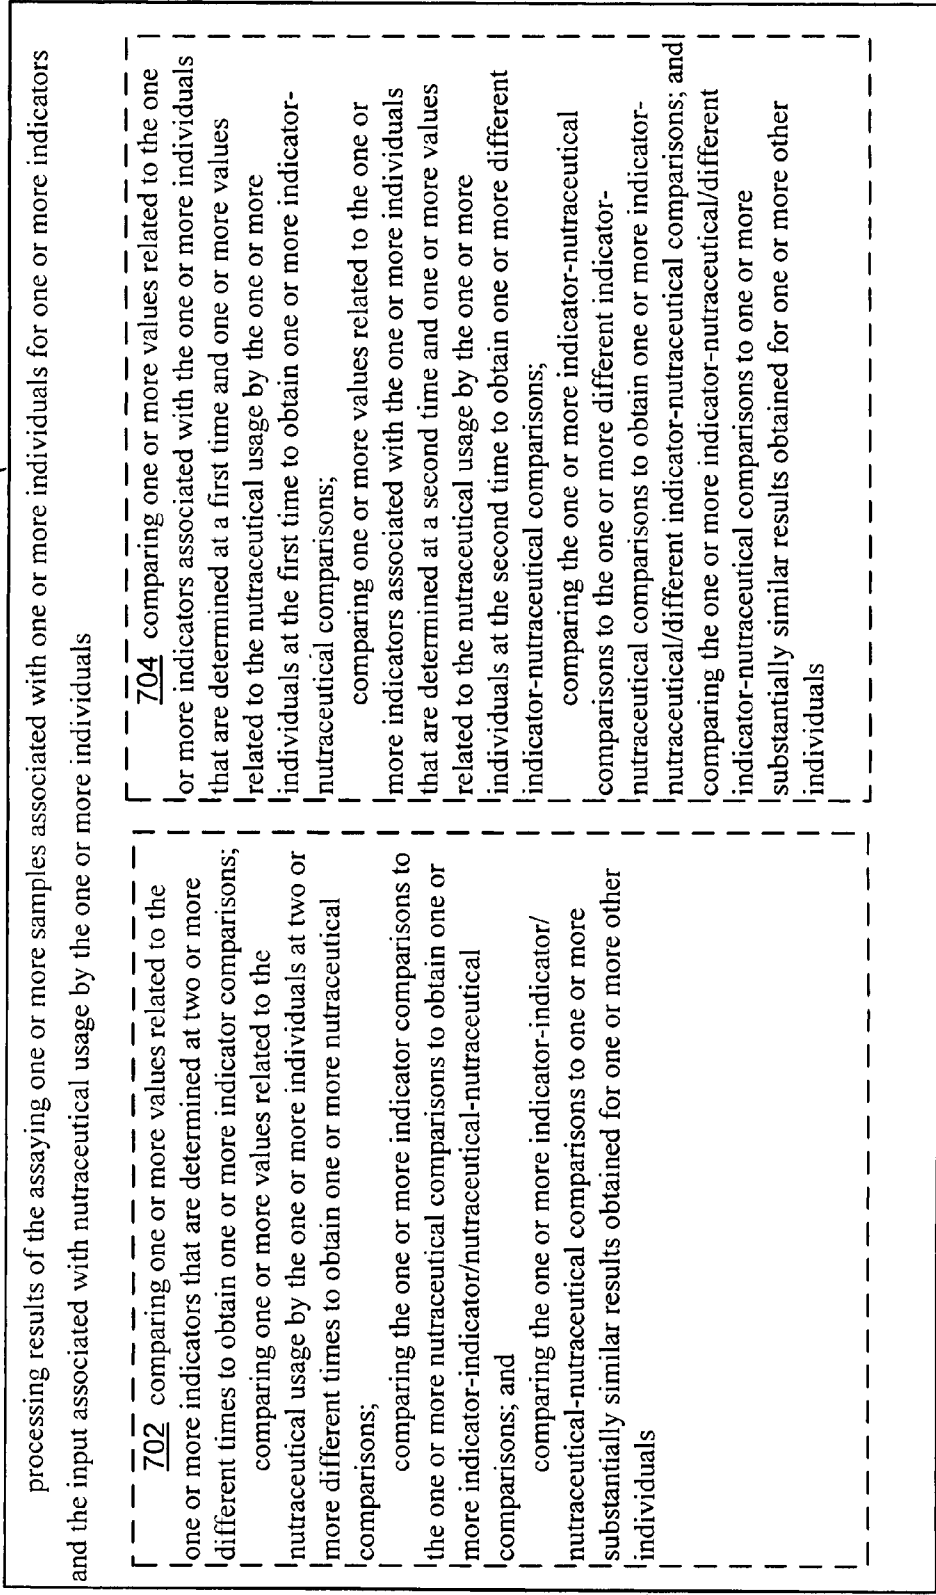 processing results of the assaying one or more samples associated with one or more individuals for one or more indicators
and the input associated with nutraceutical usage by the one or more individuals
702 comparing one or more values related to the
one or more indicators that are determined at two or more
different times to obtain one or more indicator comparisons;
comparing one or more values related to the
nutraceutical usage by the one or more individuals at two or
more different times to obtain one or more nutraceutical
comparisons;
comparing the one or more indicator comparisons to
the one or more nutraceutical comparisons to obtain one or
more indicator-indicator/nutraceutical-nutraceutical
comparisons; and
comparing the one or more indicator-indicator/
nutraceutical-nutraceutical comparisons to one or more
substantially similar results obtained for one or more other
individuals
704 comparing one or more values related to the one
or more indicators associated with the one or more individuals
that are determined at a first time and one or more values
related to the nutraceutical usage by the one or more
individuals at the first time to obtain one or more indicator-
nutraceutical comparisons;
comparing one or more values related to the one or
more indicators associated with the one or more individuals
that are determined at a second time and one or more values
related to the nutraceutical usage by the one or more
individuals at the second time to obtain one or more different
indicator-nutraceutical comparisons;
comparing the one or more indicator-nutraceutical
comparisons to the one or more different indicator-
nutraceutical comparisons to obtain one or more indicator-
nutraceutical/different indicator-nutraceutical comparisons; and
comparing the one or more indicator-nutraceutical/different
indicator-nutraceutical comparisons to one or more
substantially similar results obtained for one or more other
individuals